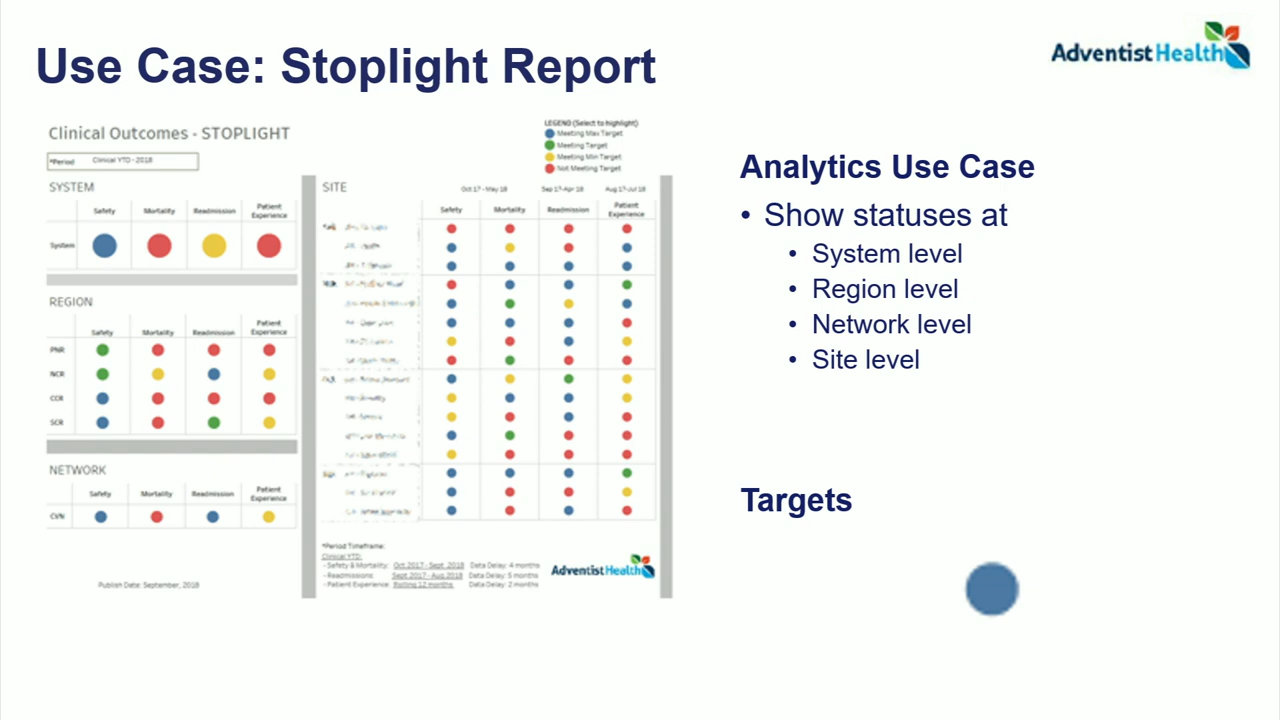 Use Case: Stoplight Report
Adventist Health
Clinical Outcomes - STOPLIGHT
*Period Clinical YTD - 2018
LEGEND (Select to highlight)
Meeting Max Target
Meeting Target
Meeting Min Target
Not Meeting Target
SYSTEM
Safety Mortality Readmission Patient Experience
System
REGION
Safety Mortality Readmission Patient Experience
PNR
NCR
CCR
SCR
NETWORK
Safety Mortality Readmission Patient Experience
CVN
Publish Date: September, 2018
SITE
Oct 17 - May 18 Sep 17-Apr 18 Aug 17-Jul 18
Safety Mortality Readmission Patient Experience
*Period Timeframe:
Clinical YTD:
- Safety & Mortality: Oct 2017 - Sept 2018 Data Delay: 4 months
- Readmissions: Sept 2017 - Aug 2018 Data Delay: 5 months
- Patient Experience: Rolling 12 months Data Delay: 2 months
Adventist Health
Analytics Use Case
• Show statuses at
• System level
• Region level
• Network level
• Site level
Targets